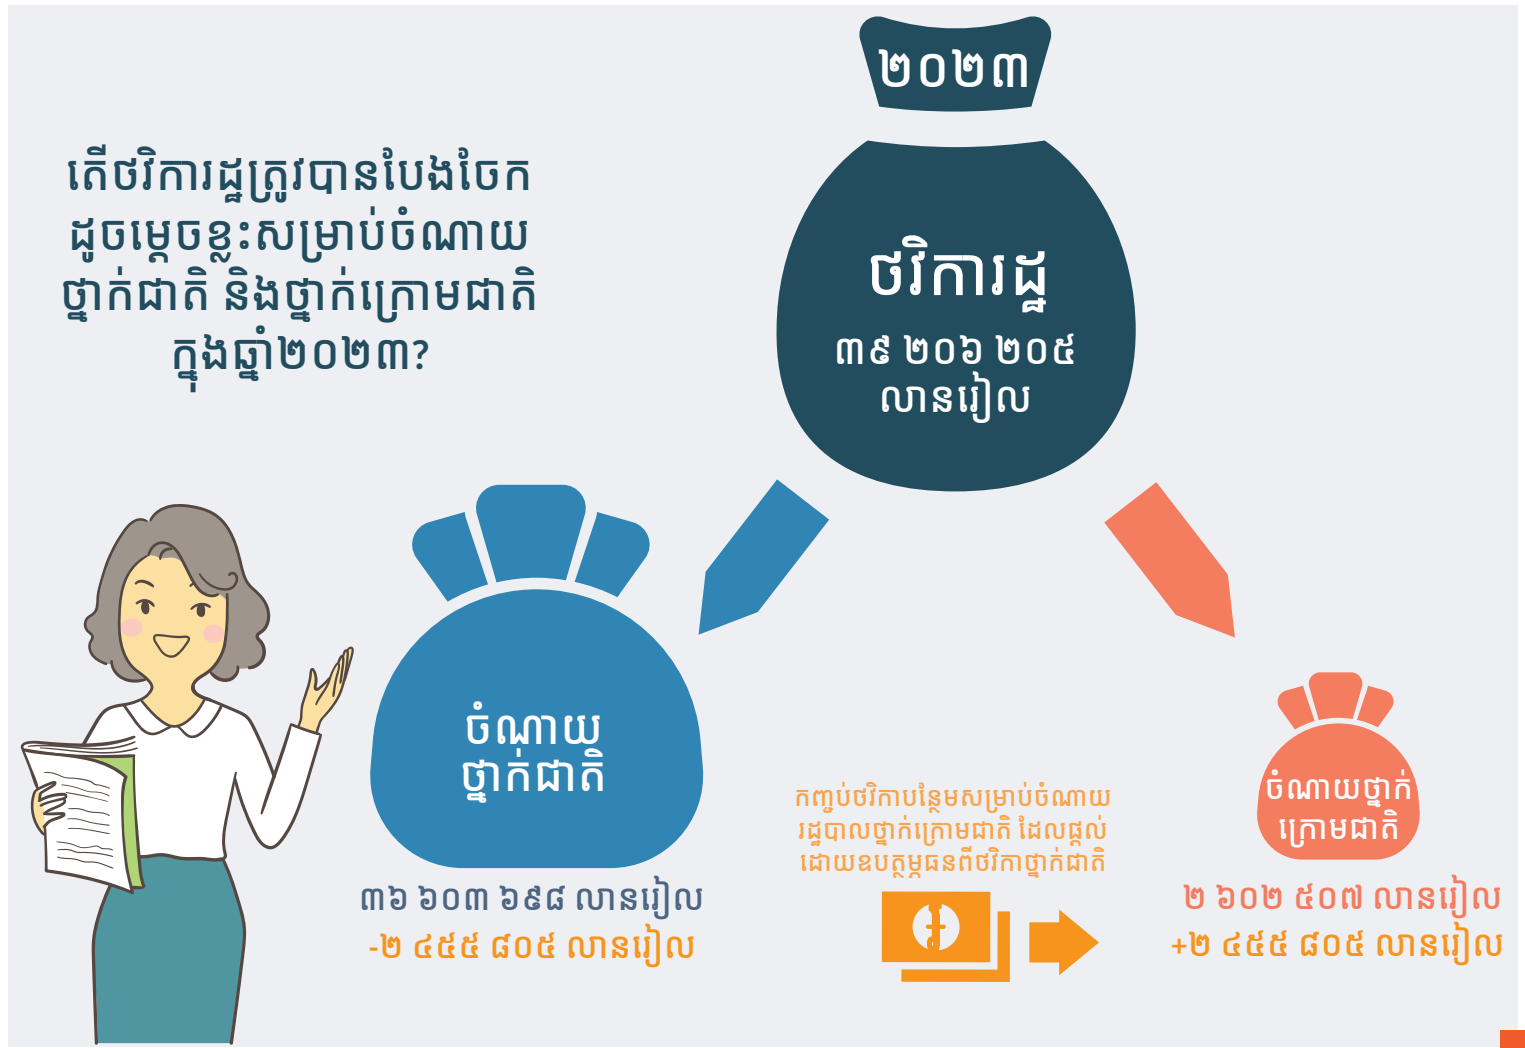 ២០២៣
តើថវិការដ្ឋត្រូវបានបែងចែក
ដូចម្តេចខ្លះសម្រាប់ចំណាយ
ថ្នាក់ជាតិ និងថ្នាក់ក្រោមជាតិ
ក្នុងឆ្នាំ២០២៣?
ថវិការដ្ឋ
៣៩ ២០៦ ២០៥
លានរៀល
ចំណាយ
ថ្នាក់ជាតិ
៣៦ ៦០៣ ៦៩៨ លានរៀល
-២ ៤៥៥ ៨០៥ លានរៀល
កញ្ចប់ថវិកាបន្ថែមសម្រាប់ចំណាយ
រដ្ឋបាលថ្នាក់ក្រោមជាតិ ដែលផ្តល់
ដោយឧបត្ថម្ភធនពីថវិកាថ្នាក់ជាតិ
ចំណាយថ្នាក់
ក្រោមជាតិ
២ ៦០២ ៥០៧ លានរៀល
+២ ៤៥៥ ៨០៥ លានរៀល